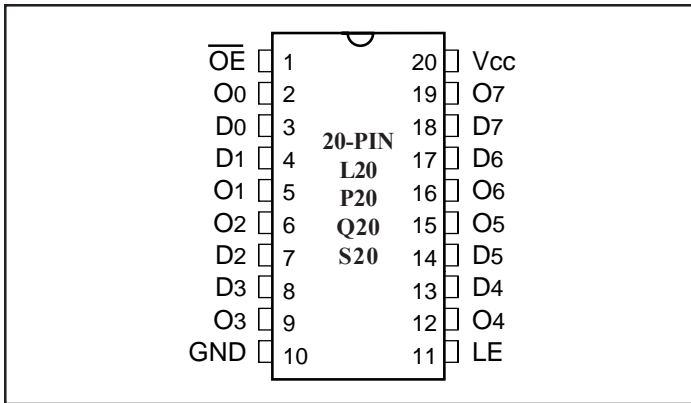 O̅E̅ 1 20 Vcc
O0 2 19 O7
D0 3 18 D7
20-PIN
D1 4 17 D6
L20
O1 5 16 O6
P20
O2 6 15 O5
Q20
D2 7 14 D5
S20
D3 8 13 D4
O3 9 12 O4
GND 10 11 LE